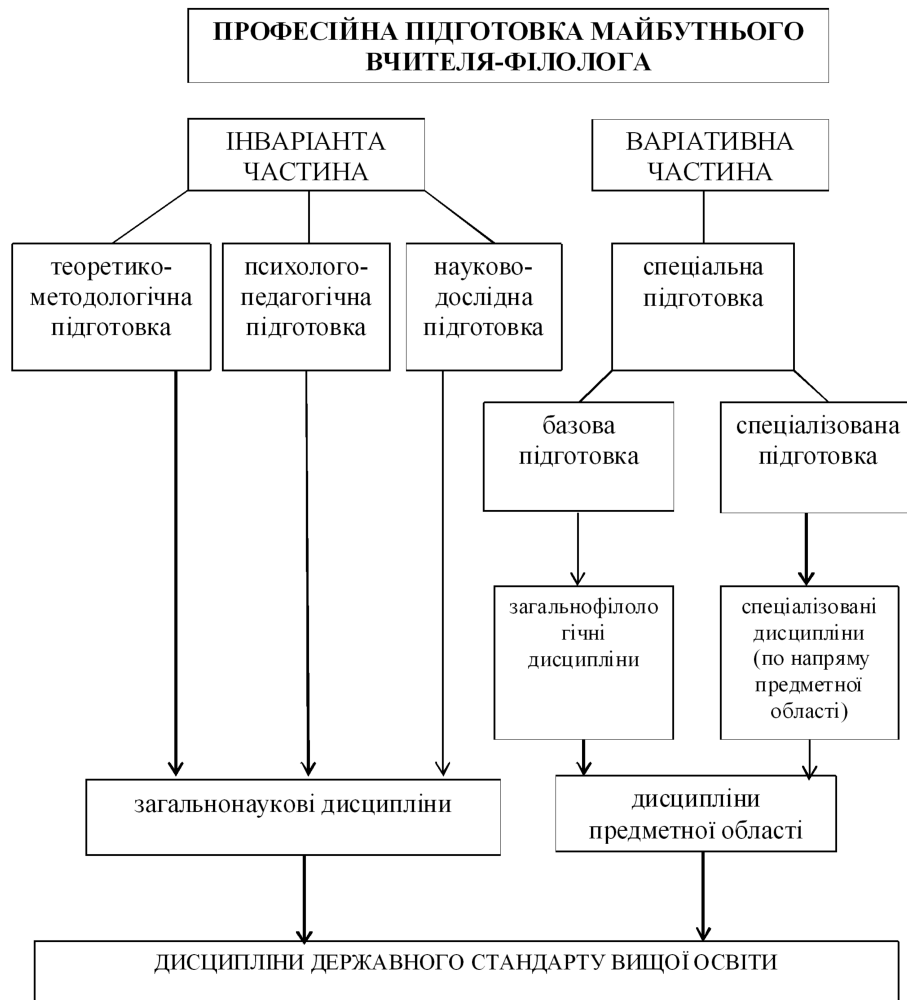 ПРОФЕСІЙНА ПІДГОТОВКА МАЙБУТНЬОГО
ВЧИТЕЛЯ-ФІЛОЛОГА
ІНВАРІАНТА
ЧАСТИНА
ВАРІАТИВНА
ЧАСТИНА
теоретико-
методологічна
підготовка
психолого-
педагогічна
підготовка
науково-
дослідна
підготовка
спеціальна
підготовка
базова
підготовка
спеціалізована
підготовка
загальнофілоло
гічні
дисципліни
спеціалізовані
дисципліни
(по напряму
предметної
області)
загальнонаукові дисципліни
дисципліни
предметної області
ДИСЦИПЛІНИ ДЕРЖАВНОГО СТАНДАРТУ ВИЩОЇ ОСВІТИ